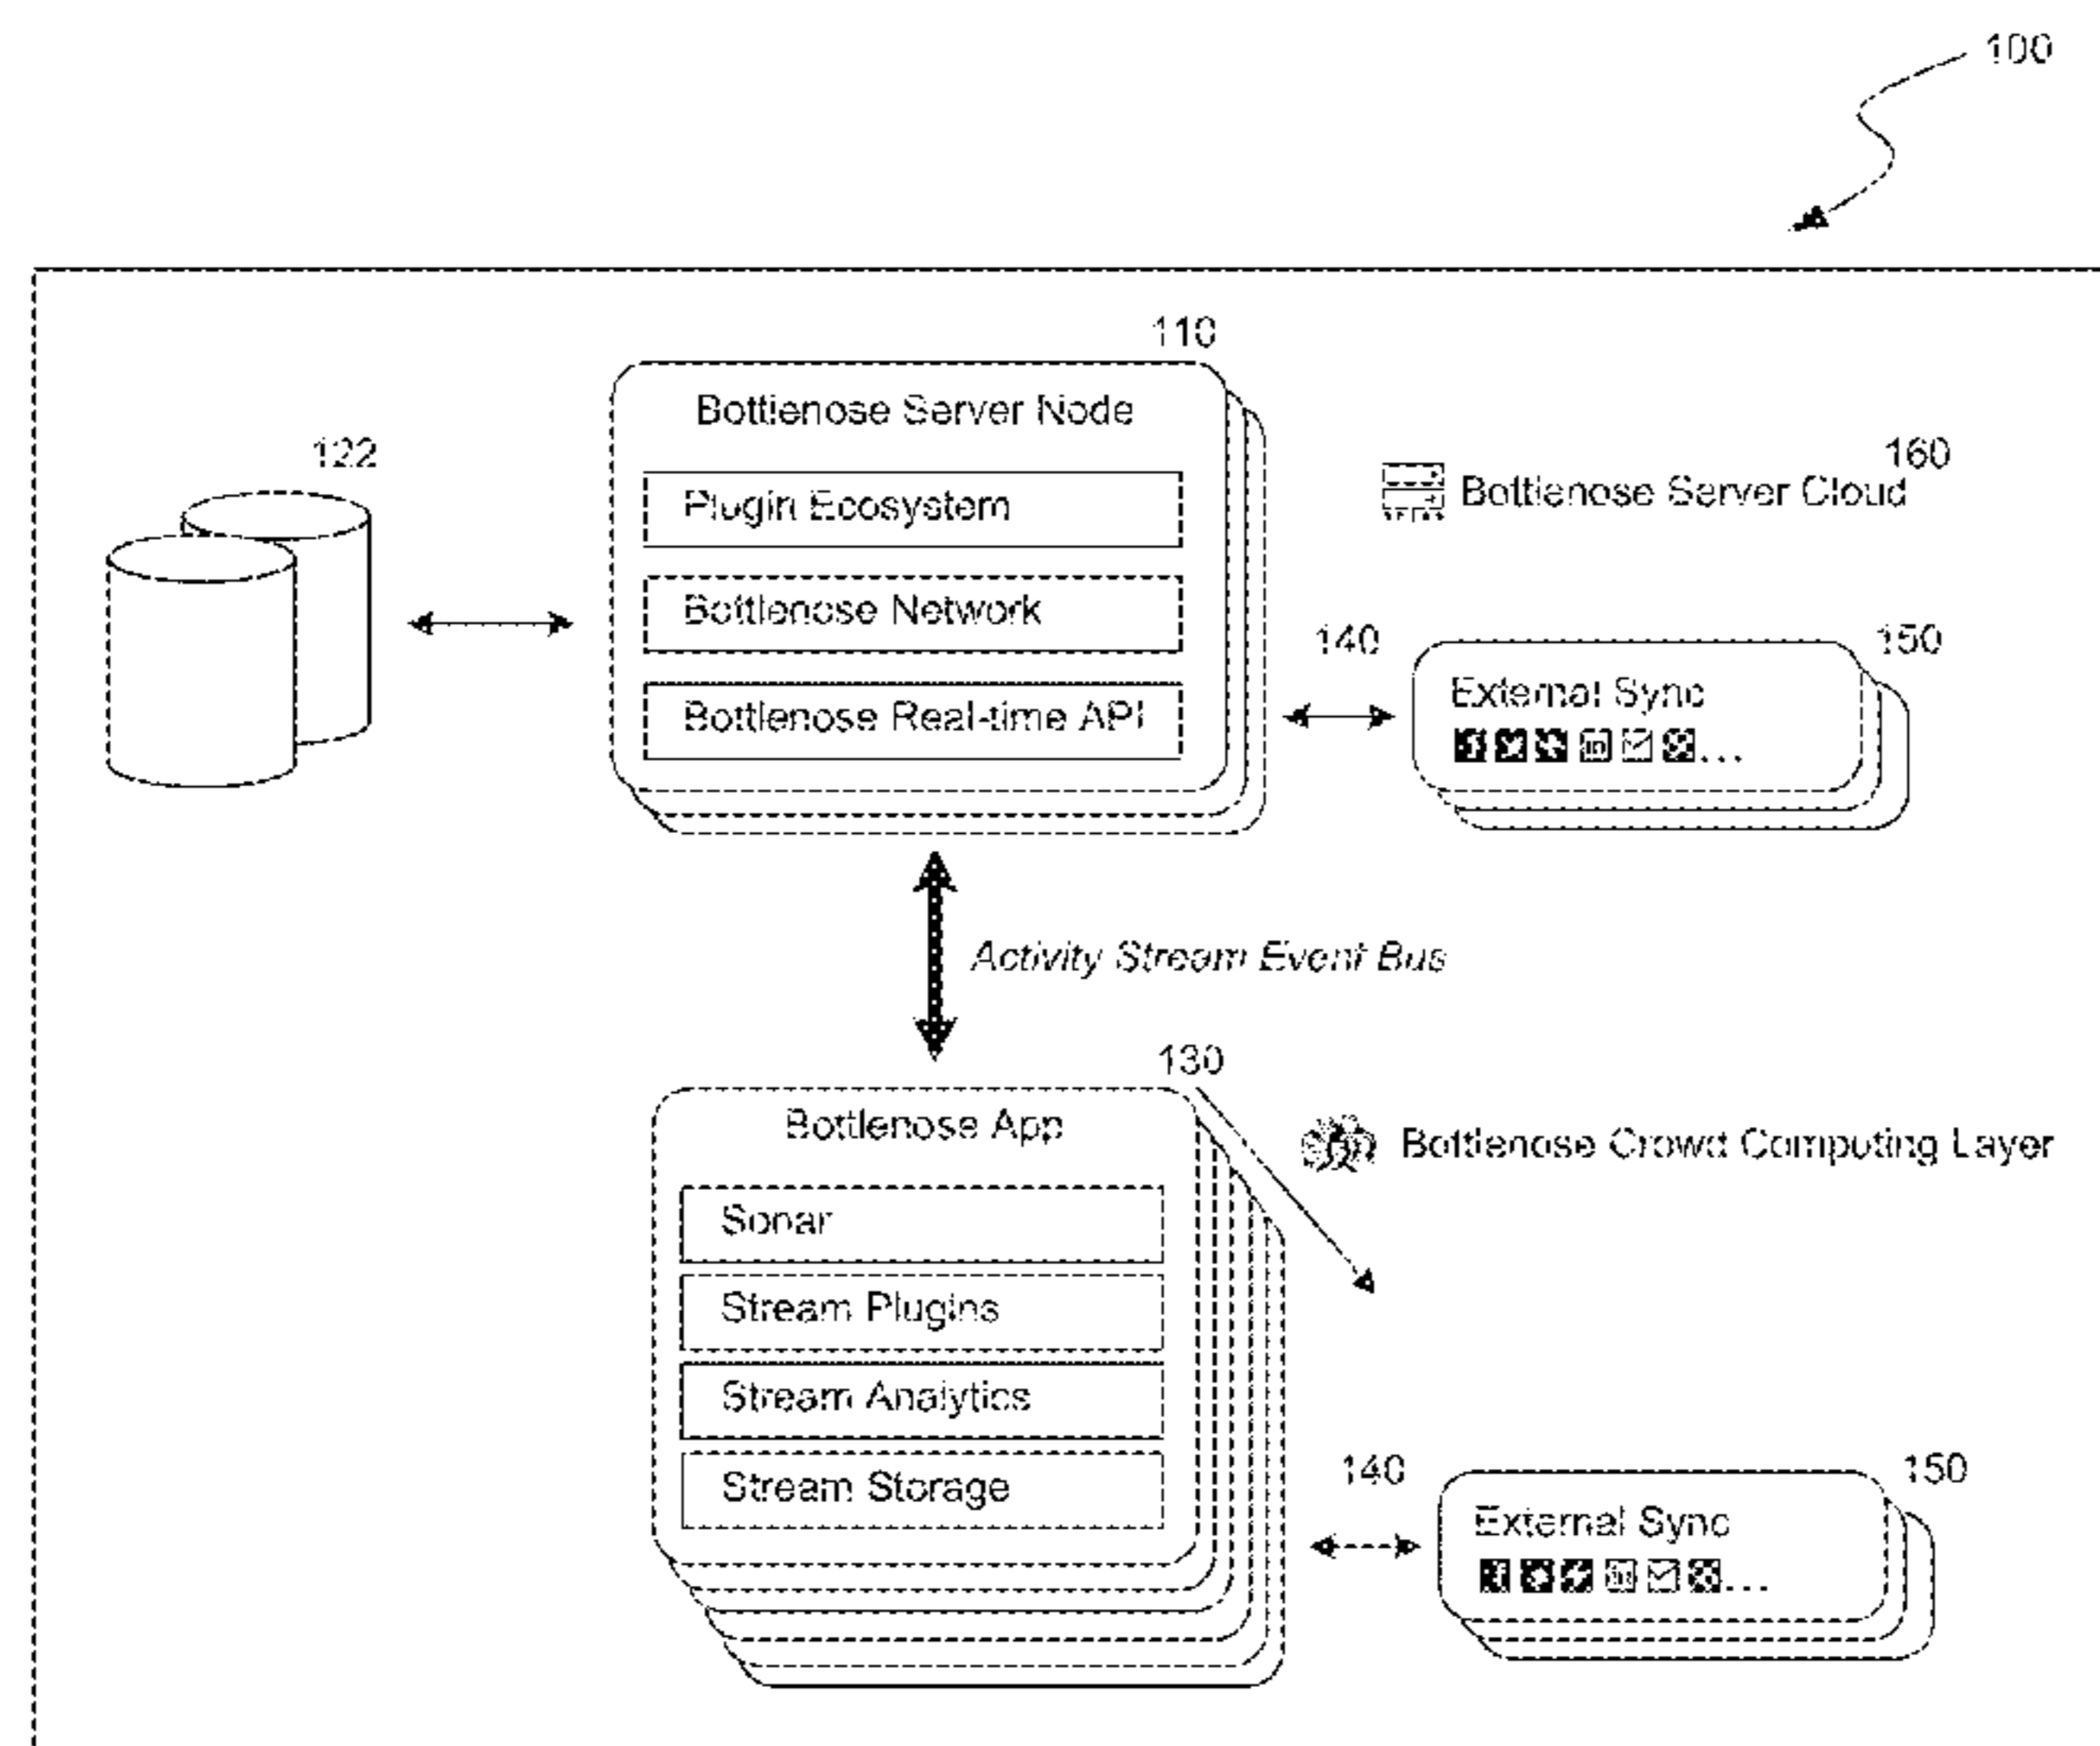 100
110
Bottlenose Server Node
122
160
Plugin Ecosystem
Bottlenose Server Cloud
Bottlenose Network
140
150
External Sync
Bottlenose Real-time API
...
Activity Stream Event Bus
130
Bottlenose App
Bottlenose Crowd Computing Layer
Sonar
Stream Plugins
Stream Analytics
140
150
Stream Storage
External Sync
...